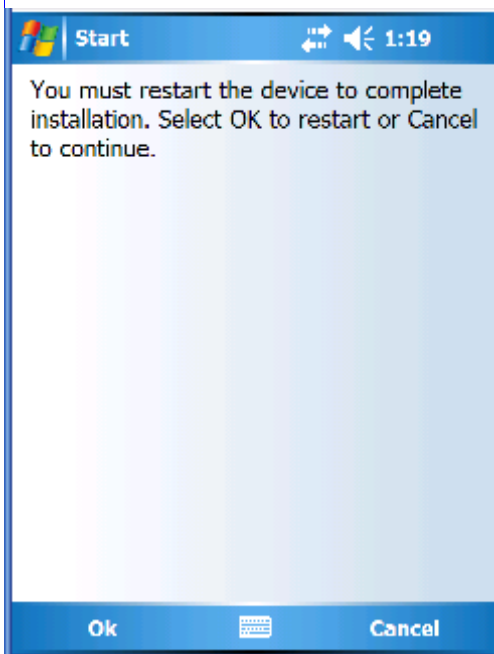 Start 1:19
You must restart the device to complete
installation. Select OK to restart or Cancel
to continue.
Ok Cancel